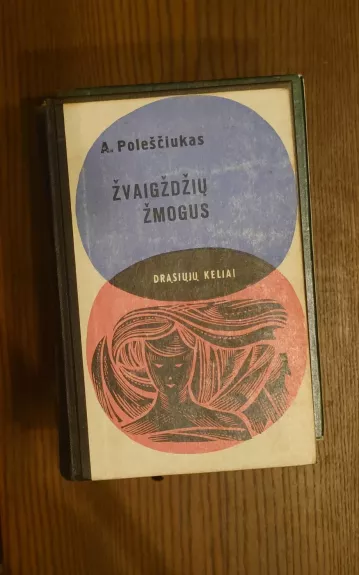 A. Poleščiukas
ŽVAIGŽDŽIŲ
ŽMOGUS
DRĄSIŲJŲ KELIAI